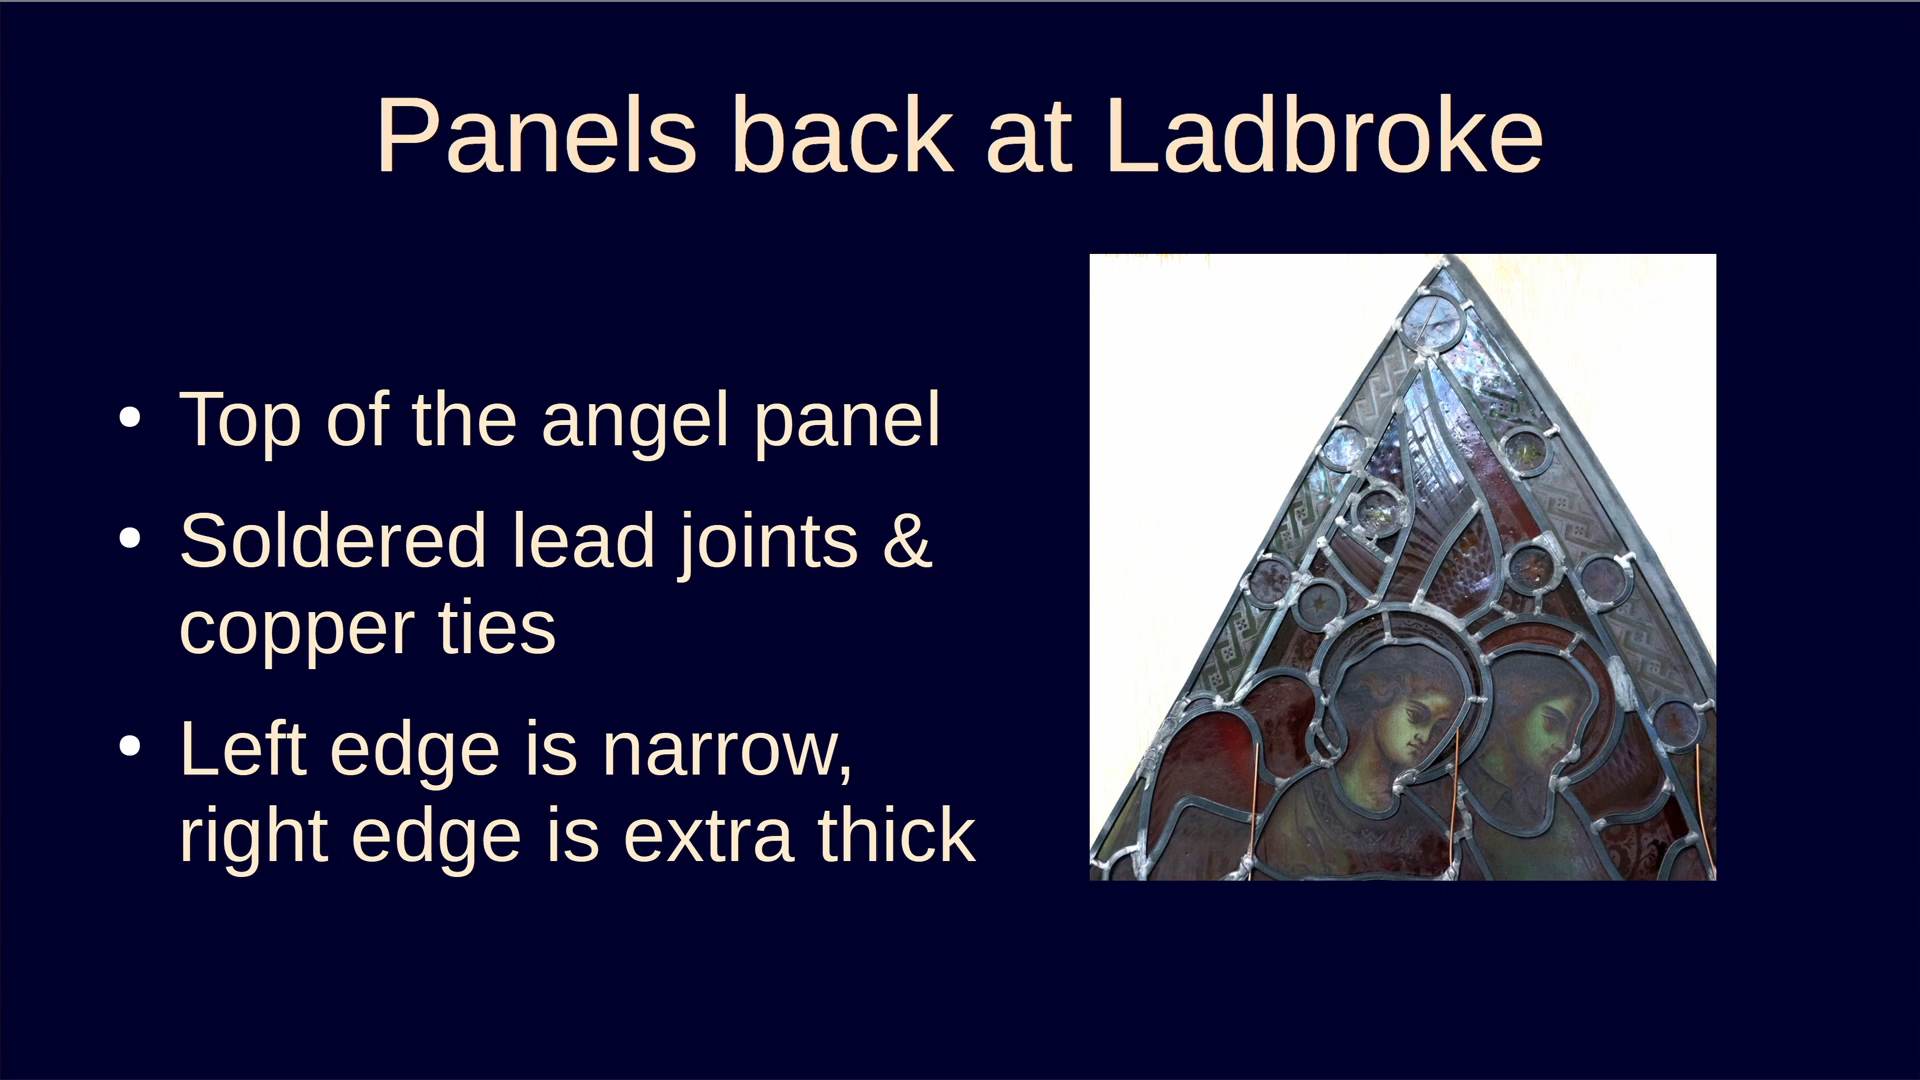 Panels back at Ladbroke
• Top of the angel panel
• Soldered lead joints &
copper ties
• Left edge is narrow,
right edge is extra thick